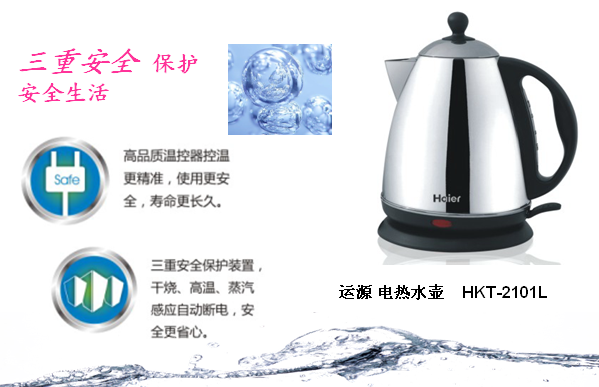 三重安全 保护
安全生活
Safe
高品质温控器控温
更精准，使用更安
全，寿命更长久。
三重安全保护装置，
干烧、高温、蒸汽
感应自动断电，安
全更省心。
Haier
运源 电热水壶 HKT-2101L